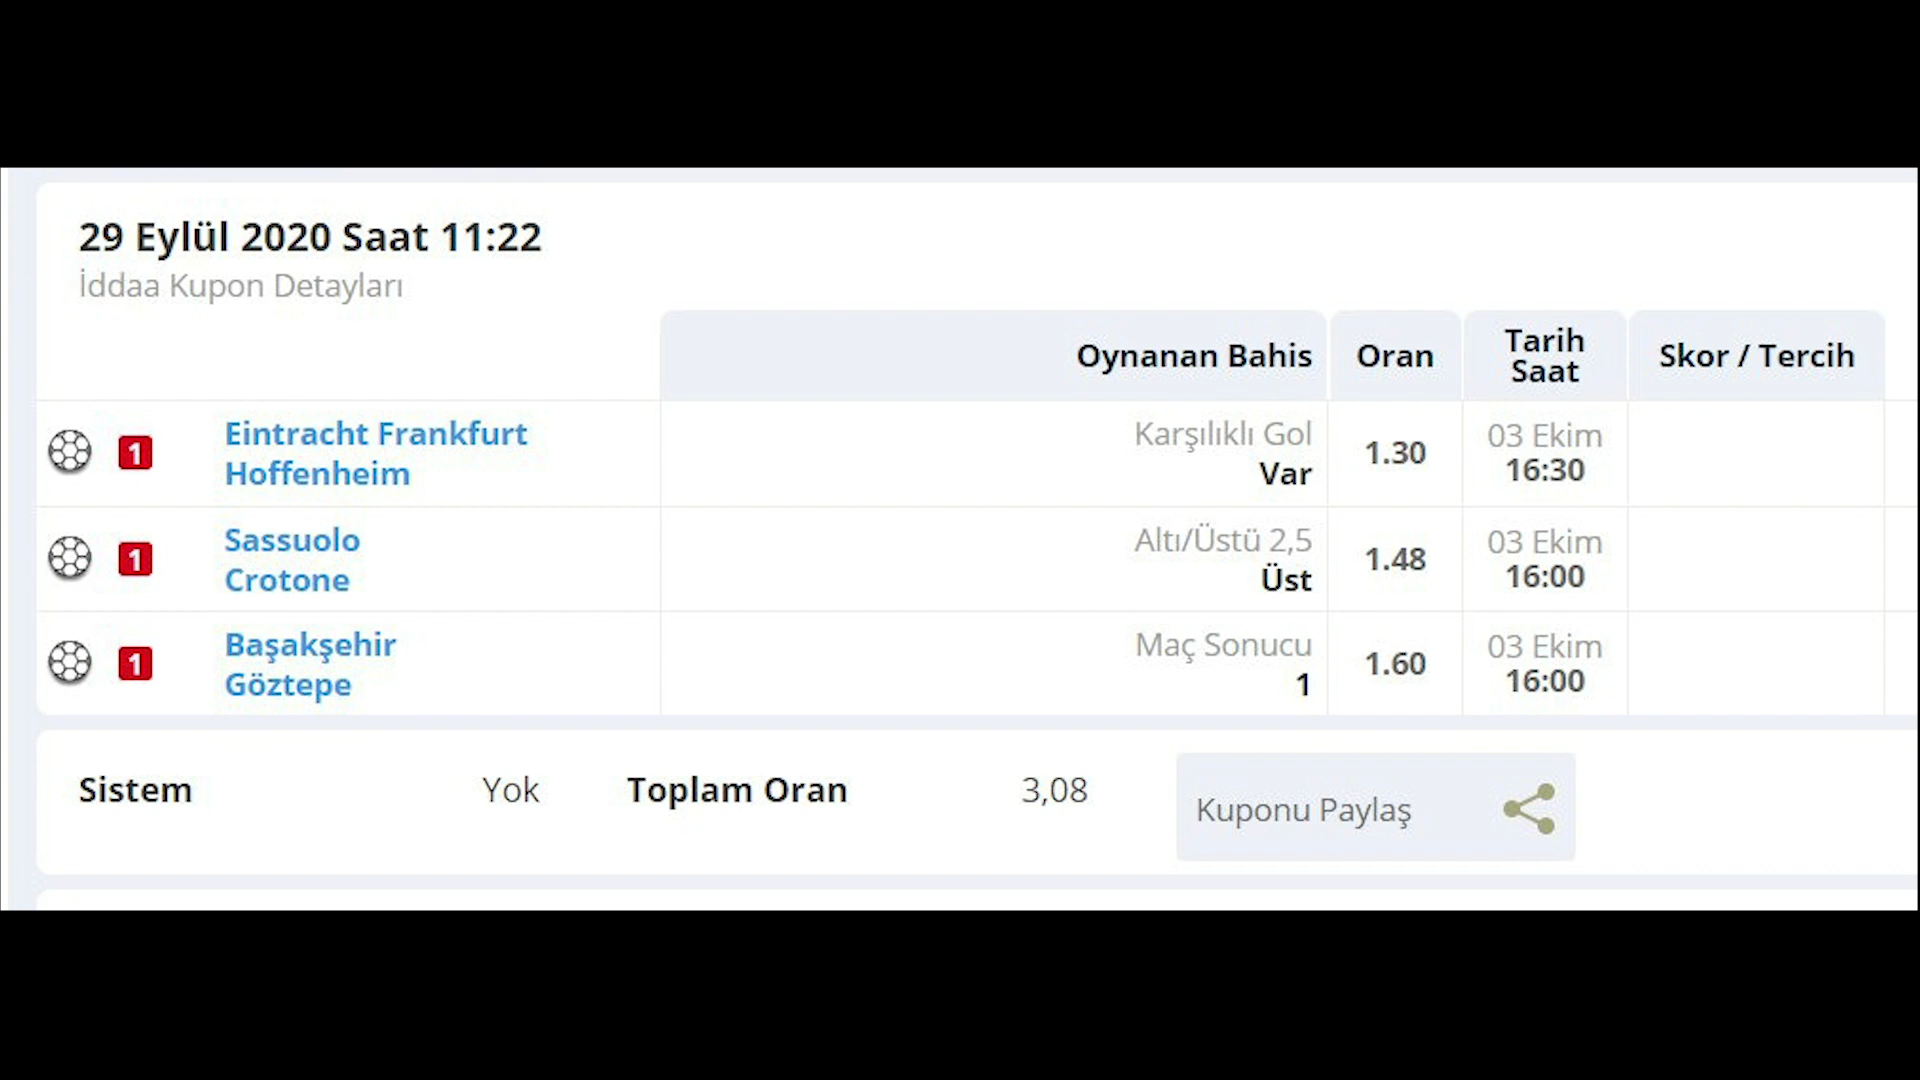 29 Eylül 2020 Saat 11:22
İddaa Kupon Detayları
Oynanan Bahis
Oran
Tarih
Saat
Skor / Tercih
1
Eintracht Frankfurt
Hoffenheim
Karşılıklı Gol
Var
1.30
03 Ekim
16:30
1
Sassuolo
Crotone
Altı/Üstü 2,5
Üst
1.48
03 Ekim
16:00
1
Başakşehir
Göztepe
Maç Sonucu
1
1.60
03 Ekim
16:00
Sistem
Yok
Toplam Oran
3,08
Kuponu Paylaş